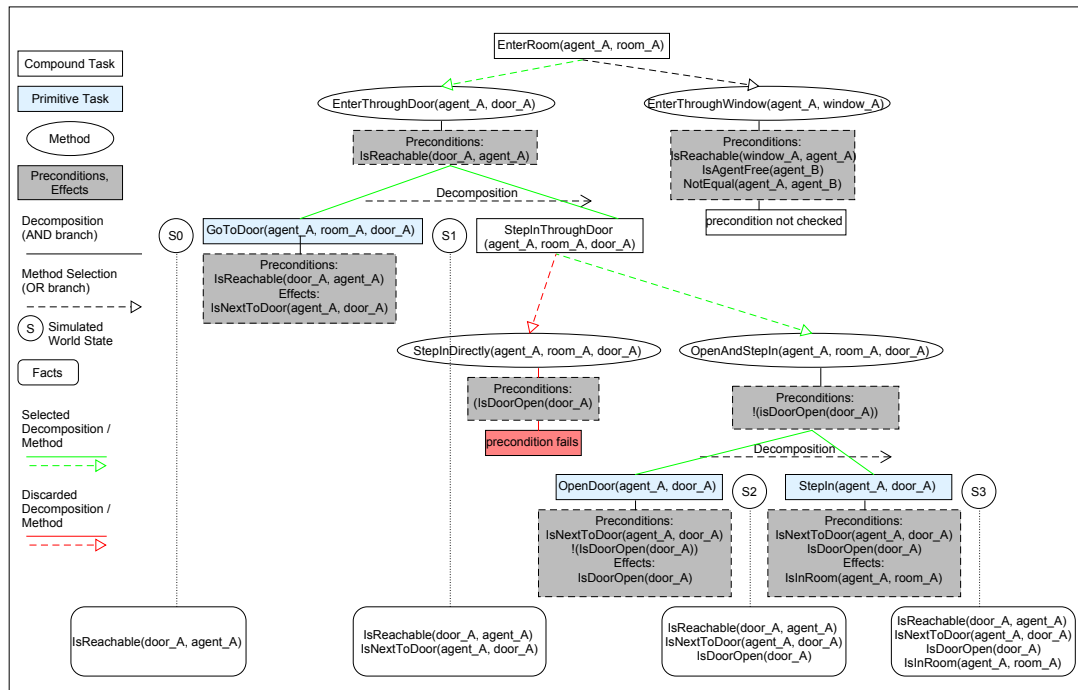 Compound Task
Primitive Task
Method
Preconditions,
Effects
Decomposition
(AND branch)
Method Selection
(OR branch)
S
Simulated
World State
Facts
Selected
Decomposition /
Method
Discarded
Decomposition /
Method
EnterRoom(agent_A, room_A)
EnterThroughDoor(agent_A, door_A)
EnterThroughWindow(agent_A, window_A)
Preconditions:
IsReachable(door_A, agent_A)
Preconditions:
IsReachable(window_A, agent_A)
IsAgentFree(agent_B)
NotEqual(agent_A, agent_B)
precondition not checked
Decomposition
S0
GoToDoor(agent_A, room_A, door_A)
S1
StepInThroughDoor
(agent_A, room_A, door_A)
Preconditions:
IsReachable(door_A, agent_A)
Effects:
IsNextToDoor(agent_A, door_A)
StepInDirectly(agent_A, room_A, door_A)
OpenAndStepIn(agent_A, room_A, door_A)
Preconditions:
(IsDoorOpen(door_A)
precondition fails
Preconditions:
!(isDoorOpen(door_A))
Decomposition
OpenDoor(agent_A, door_A)
S2
StepIn(agent_A, door_A)
S3
Preconditions:
IsNextToDoor(agent_A, door_A)
!(IsDoorOpen(door_A))
Effects:
IsDoorOpen(door_A)
Preconditions:
IsNextToDoor(agent_A, door_A)
IsDoorOpen(door_A)
Effects:
IsInRoom(agent_A, room_A)
IsReachable(door_A, agent_A)
IsReachable(door_A, agent_A)
IsNextToDoor(agent_A, door_A)
IsReachable(door_A, agent_A)
IsNextToDoor(agent_A, door_A)
IsDoorOpen(door_A)
IsReachable(door_A, agent_A)
IsNextToDoor(agent_A, door_A)
IsDoorOpen(door_A)
IsInRoom(agent_A, room_A)